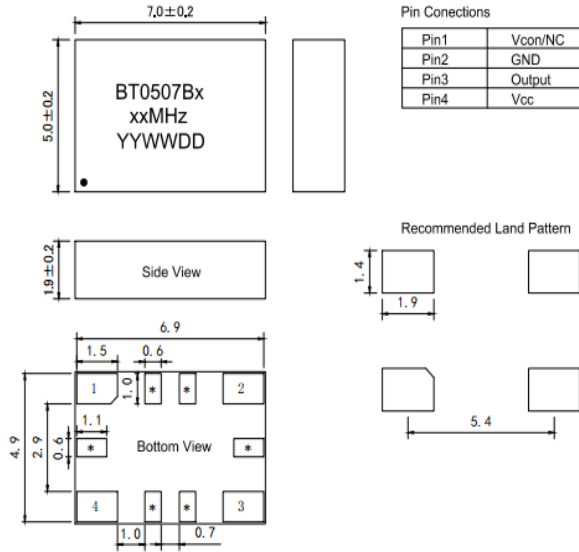 7.0±0.2
Pin Conections
Pin1 Vcon/NC
Pin2 GND
Pin3 Output
Pin4 Vcc
5.0±0.2
BT0507Bx
xxMHz
YYWWDD
1.9±0.2
Side View
Recommended Land Pattern
1.4
1.9
5.4
6.9
1.5 0.6
1 * * 2
1.0
4.9
2.9
1.1
0.6
* Bottom View *
4 * * 3
1.0 0.7